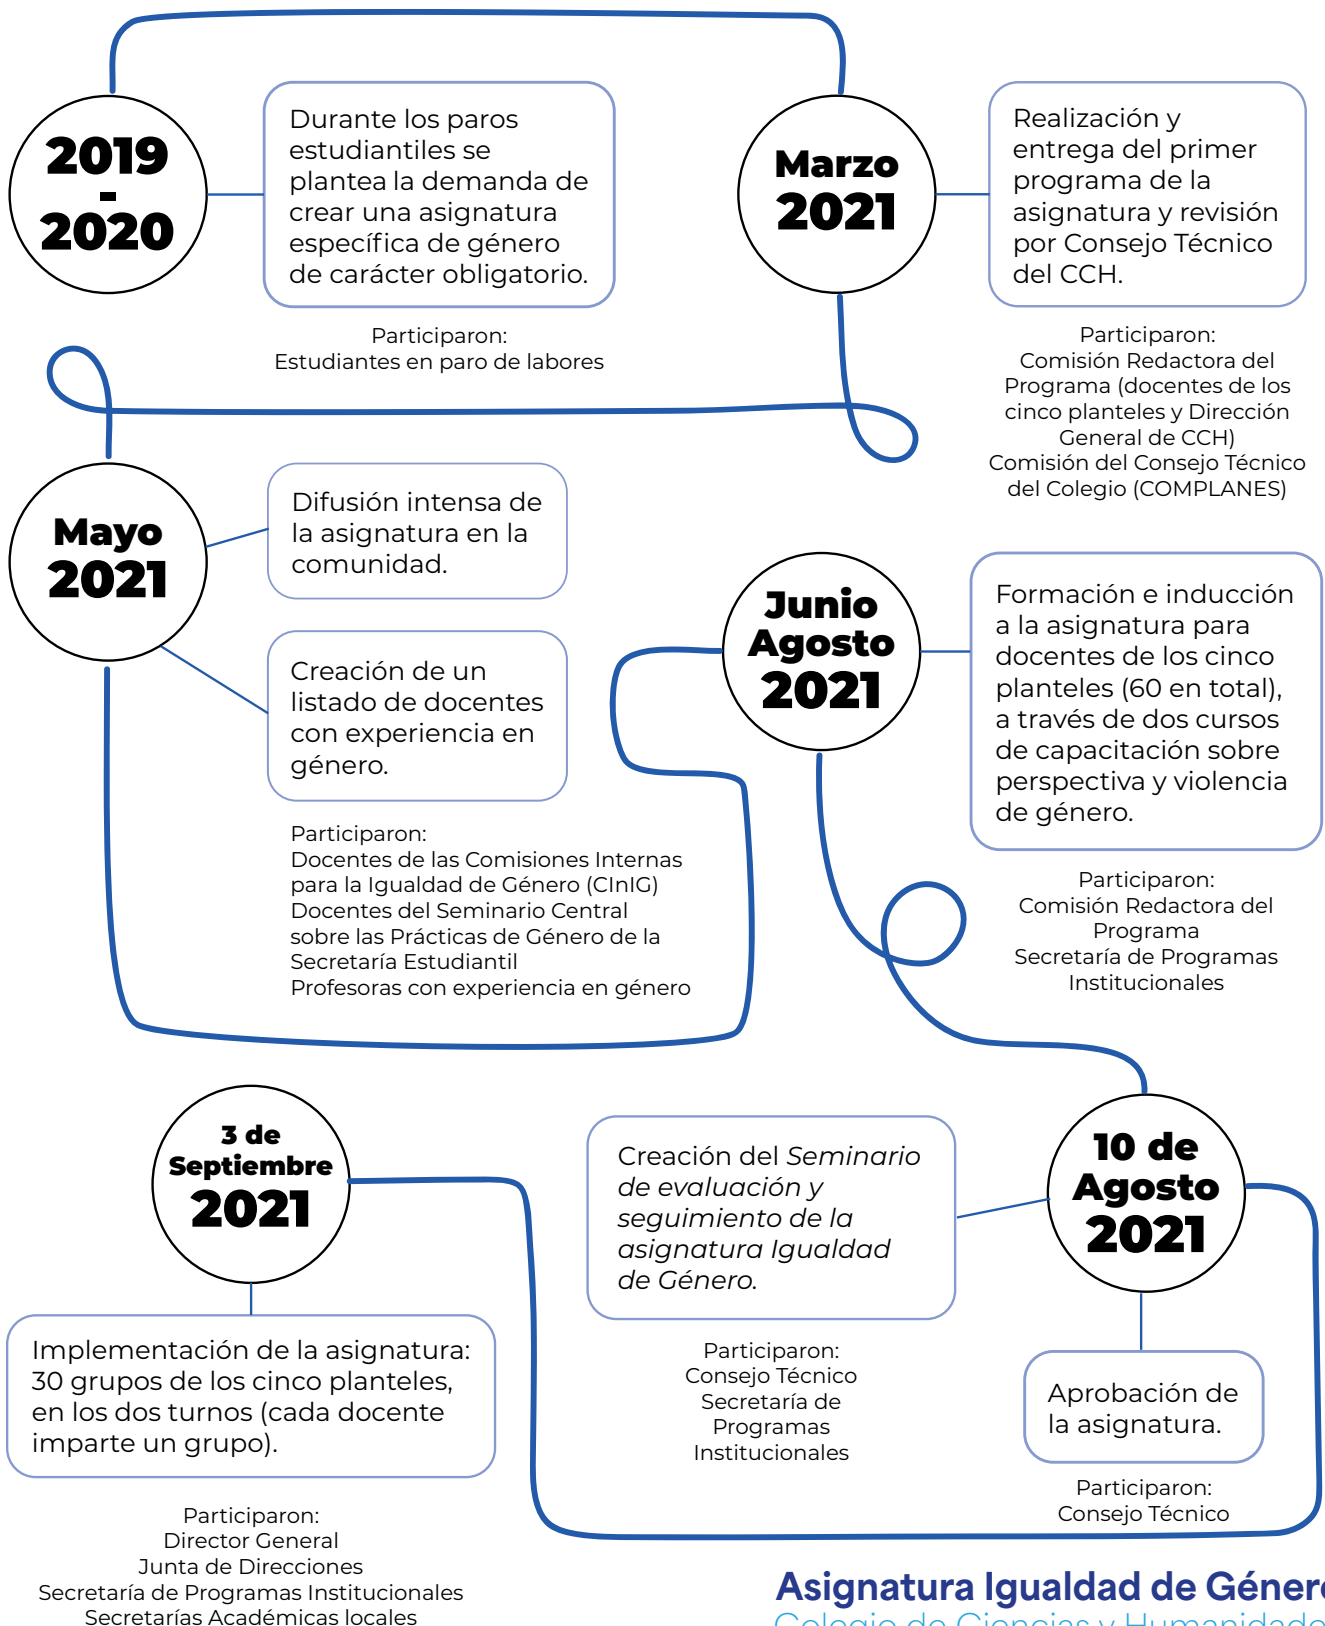 2019
-
2020
Durante los paros
estudiantiles se
plantea la demanda de
crear una asignatura
específica de género
de carácter obligatorio.
Participaron:
Estudiantes en paro de labores
Marzo
2021
Realización y
entrega del primer
programa de la
asignatura y revisión
por Consejo Técnico
del CCH.
Participaron:
Comisión Redactora del
Programa (docentes de los
cinco planteles y Dirección
General de CCH)
Comisión del Consejo Técnico
del Colegio (COMPLANES)
Mayo
2021
Difusión intensa de
la asignatura en la
comunidad.
Creación de un
listado de docentes
con experiencia en
género.
Participaron:
Docentes de las Comisiones Internas
para la Igualdad de Género (CInIG)
Docentes del Seminario Central
sobre las Prácticas de Género de la
Secretaría Estudiantil
Profesoras con experiencia en género
Junio
Agosto
2021
Formación e inducción
a la asignatura para
docentes de los cinco
planteles (60 en total),
a través de dos cursos
de capacitación sobre
perspectiva y violencia
de género.
Participaron:
Comisión Redactora del
Programa
Secretaría de Programas
Institucionales
10 de
Agosto
2021
Creación del Seminario
de evaluación y
seguimiento de la
asignatura Igualdad
de Género.
Participaron:
Consejo Técnico
Secretaría de
Programas
Institucionales
Aprobación de
la asignatura.
Participaron:
Consejo Técnico
3 de
Septiembre
2021
Implementación de la asignatura:
30 grupos de los cinco planteles,
en los dos turnos (cada docente
imparte un grupo).
Participaron:
Director General
Junta de Direcciones
Secretaría de Programas Institucionales
Secretarías Académicas locales
Asignatura Igualdad de Género
Colegio de Ciencias y Humanidade